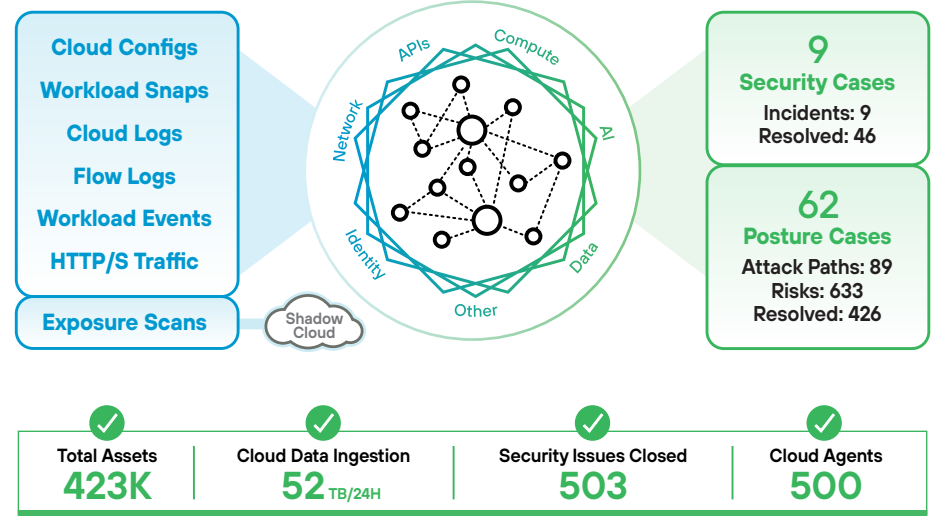 Cloud Configs
Workload Snaps
Cloud Logs
Flow Logs
Workload Events
HTTP/S Traffic
Exposure Scans
Shadow
Cloud
APIs
Compute
Network
AI
Identity
Data
Other
9
Security Cases
Incidents: 9
Resolved: 46
62
Posture Cases
Attack Paths: 89
Risks: 633
Resolved: 426
Total Assets
423K
Cloud Data Ingestion
52 TB/24H
Security Issues Closed
503
Cloud Agents
500